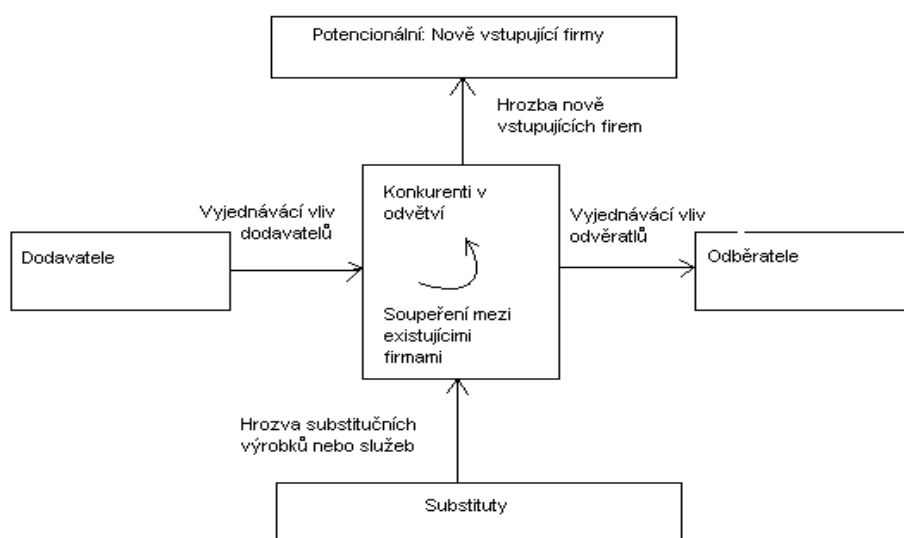 Potencionální: Nově vstupující firmy
Hrozba nově
vstupujících firem
Konkurenti v
odvětví
Vyjednávácí vliv
dodavatelů
Vyjednávácí vliv
odvěratlů
Dodavatele
Odběratele
Soupeření mezi
existujícimi
firmami
Hrozva substitučních
výrobků nebo služeb
Substituty